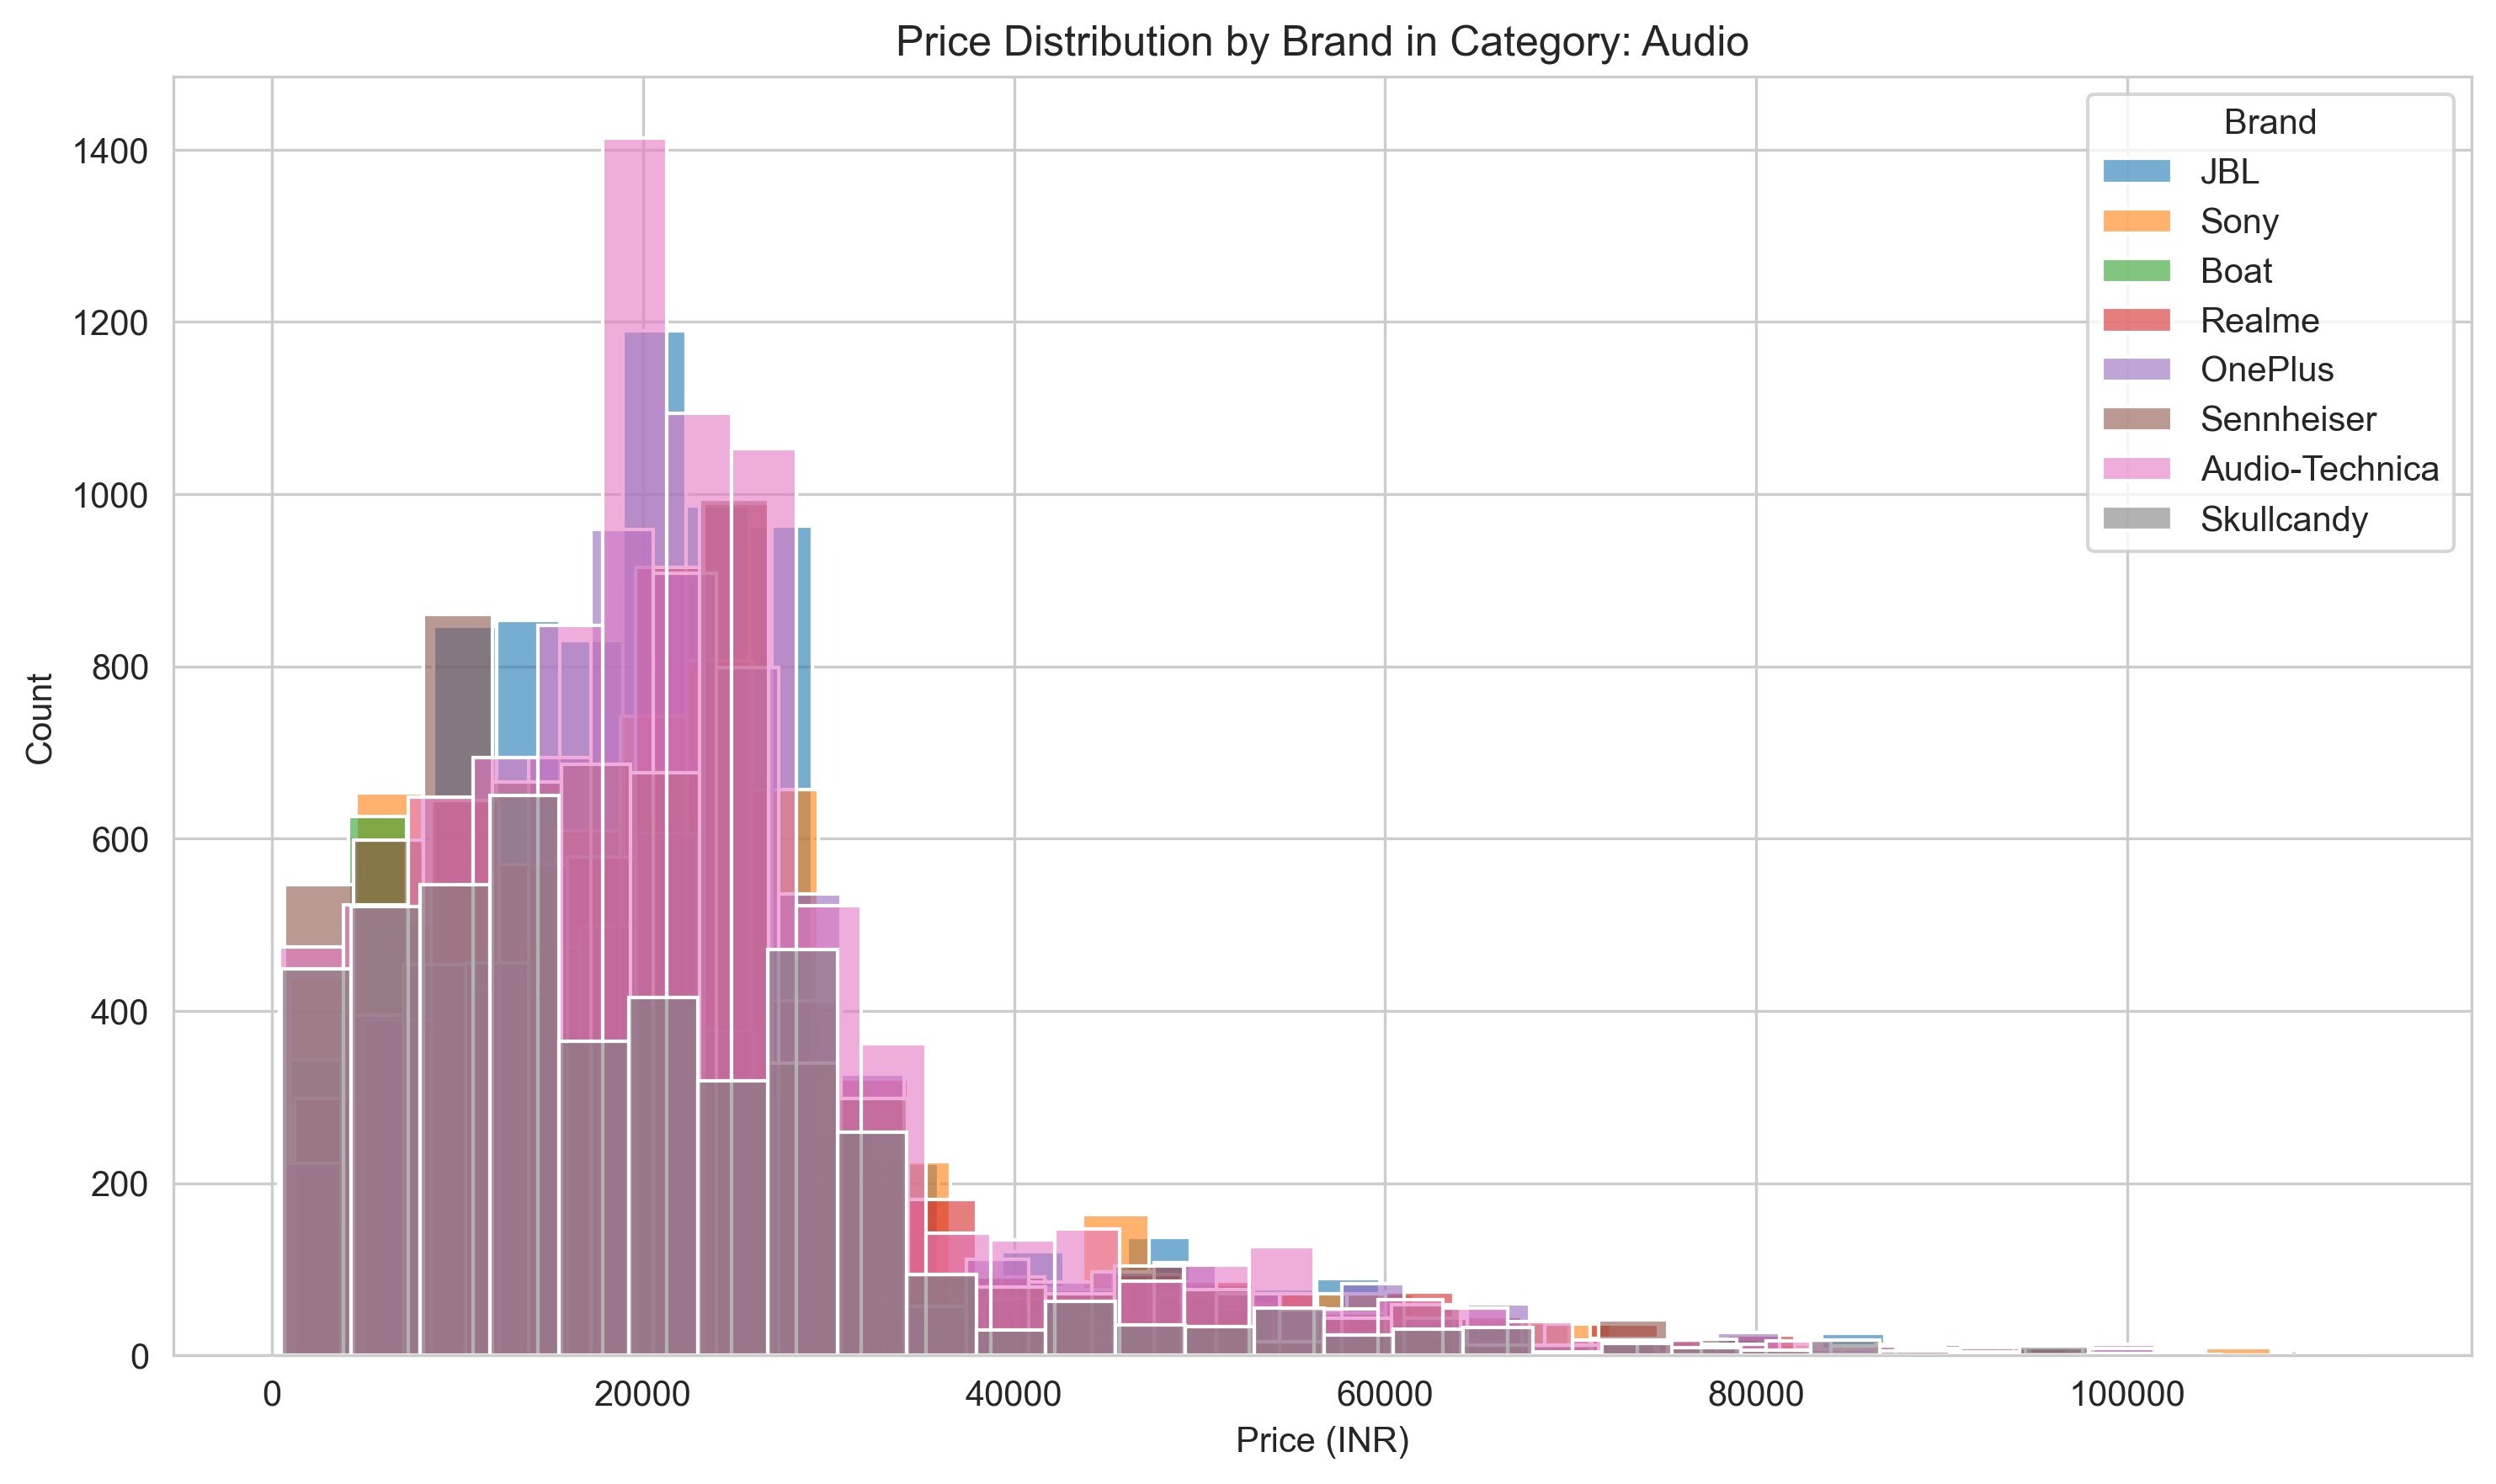 Price Distribution by Brand in Category: Audio
Count
1400
1200
1000
800
600
400
200
0
0
20000
40000
60000
80000
100000
Price (INR)
Brand
JBL
Sony
Boat
Realme
OnePlus
Sennheiser
Audio-Technica
Skullcandy